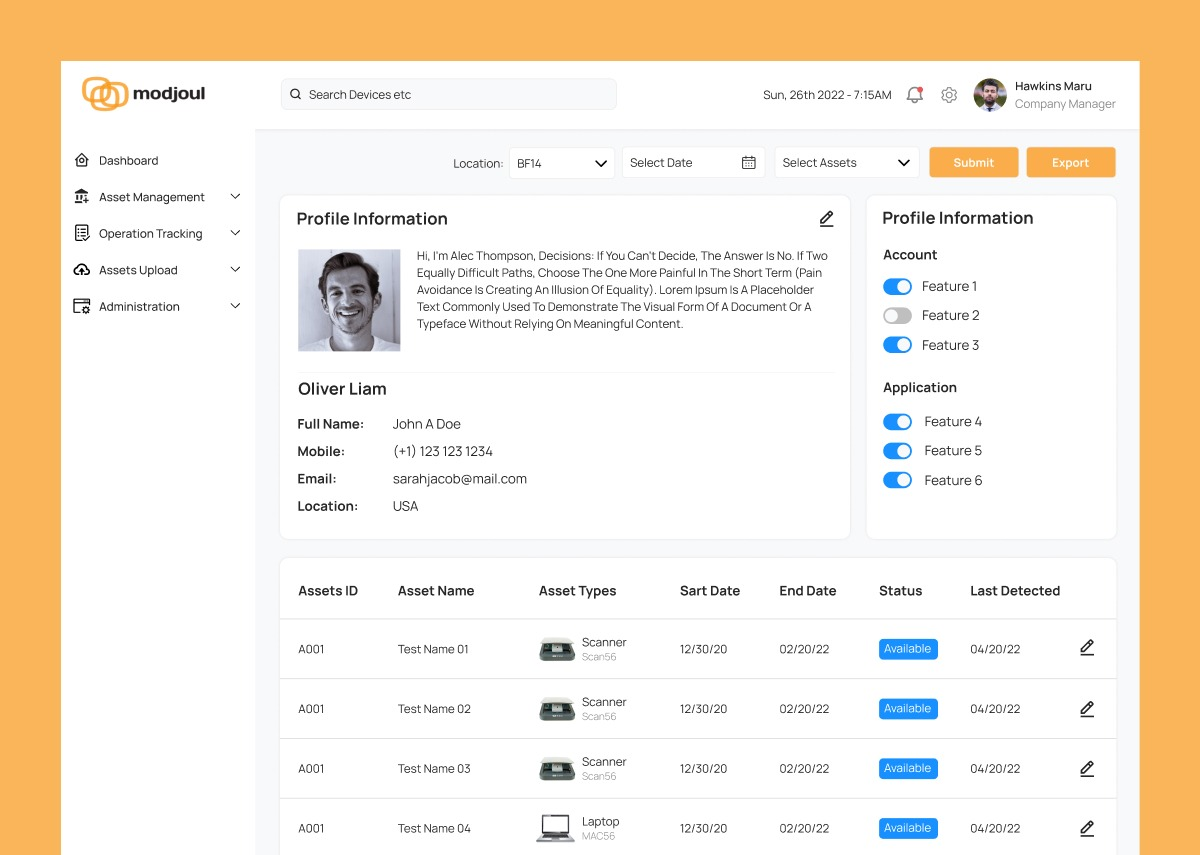 modjoul
Search Devices etc
Sun, 26th 2022 - 7:15AM
Hawkins Maru
Company Manager
Dashboard
Asset Management
Operation Tracking
Assets Upload
Administration
Location: BF14 Select Date Select Assets Submit Export
Profile Information
Hi, I'm Alec Thompson, Decisions: If You Can't Decide, The Answer Is No. If Two
Equally Difficult Paths, Choose The One More Painful In The Short Term (Pain
Avoidance Is Creating An Illusion Of Equality). Lorem Ipsum Is A Placeholder
Text Commonly Used To Demonstrate The Visual Form Of A Document Or A
Typeface Without Relying On Meaningful Content.
Oliver Liam
Full Name: John A Doe
Mobile: (+1) 123 123 1234
Email: sarahjacob@mail.com
Location: USA
Profile Information
Account
Feature 1
Feature 2
Feature 3
Application
Feature 4
Feature 5
Feature 6
Assets ID Asset Name Asset Types Sart Date End Date Status Last Detected
A001 Test Name 01 Scanner 12/30/20 02/20/22 Available 04/20/22
Scan56
A001 Test Name 02 Scanner 12/30/20 02/20/22 Available 04/20/22
Scan56
A001 Test Name 03 Scanner 12/30/20 02/20/22 Available 04/20/22
Scan56
A001 Test Name 04 Laptop 12/30/20 02/20/22 Available 04/20/22
MAC56